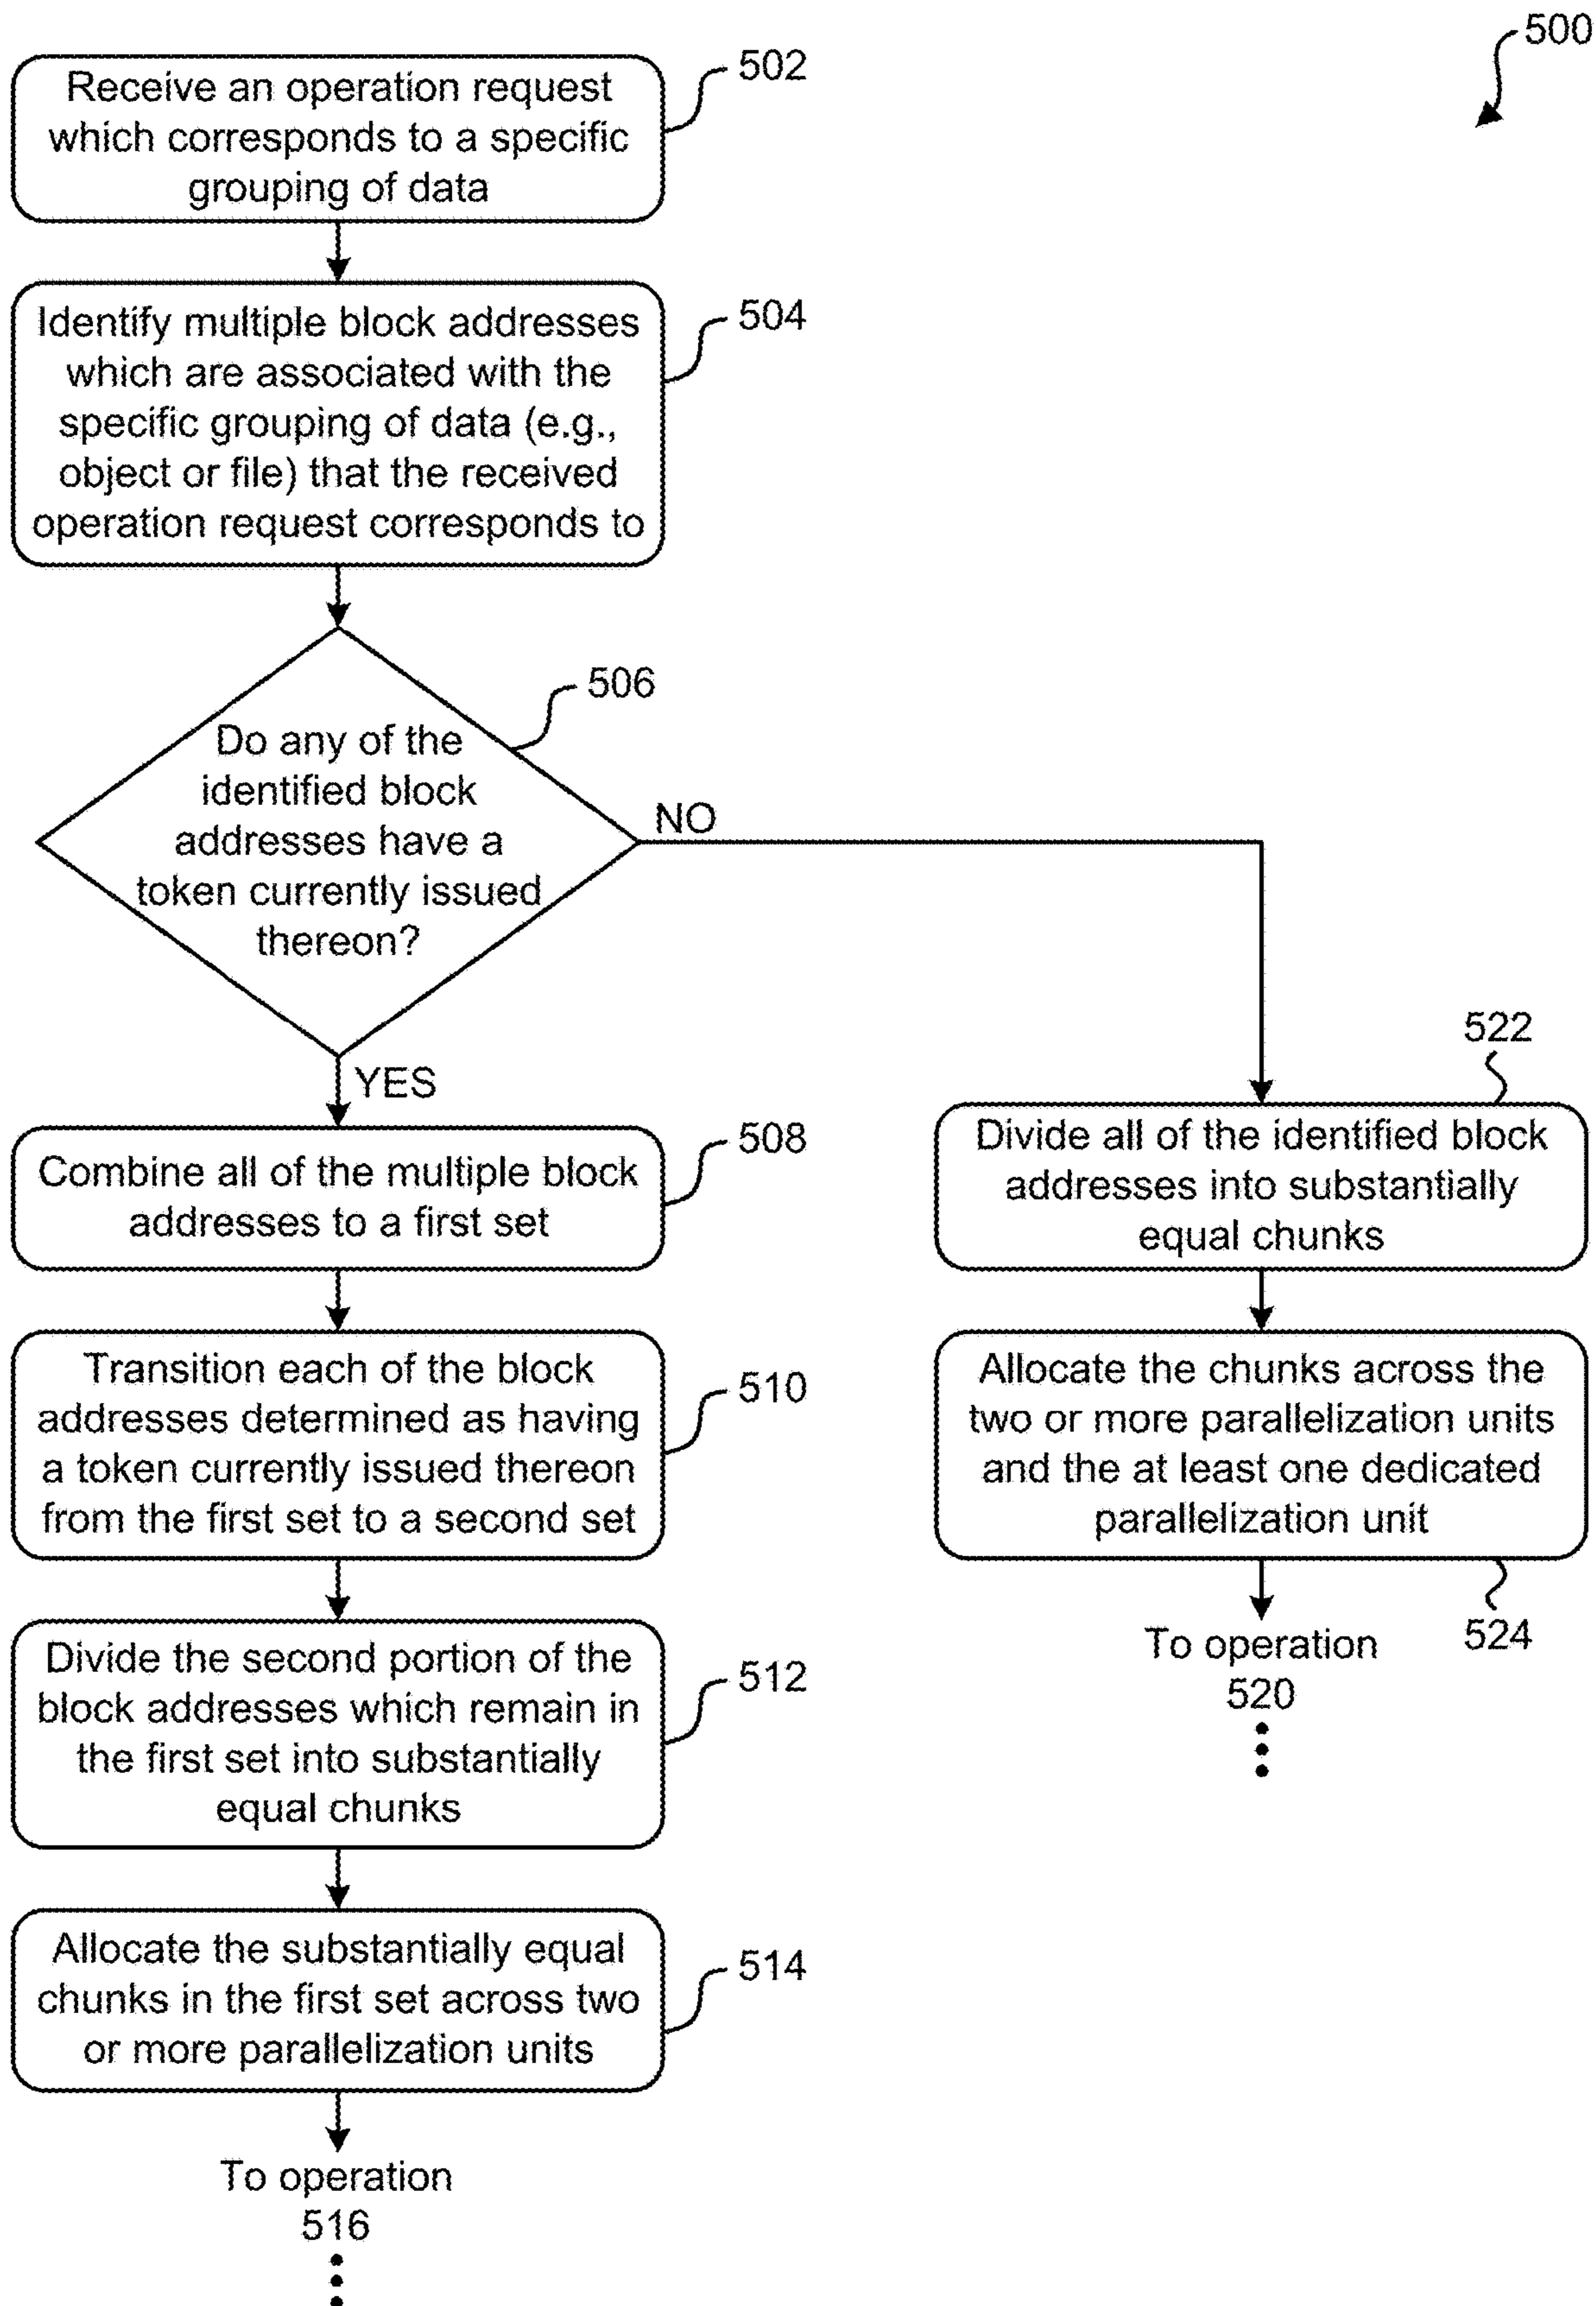 500
Receive an operation request
which corresponds to a specific
grouping of data
502
Identify multiple block addresses
which are associated with the
specific grouping of data (e.g.,
object or file) that the received
operation request corresponds to
504
Do any of the
identified block
addresses have a
token currently issued
thereon?
506
NO
YES
Combine all of the multiple block
addresses to a first set
508
Transition each of the block
addresses determined as having
a token currently issued thereon
from the first set to a second set
510
Divide the second portion of the
block addresses which remain in
the first set into substantially
equal chunks
512
Allocate the substantially equal
chunks in the first set across two
or more parallelization units
514
To operation
516
522
Divide all of the identified block
addresses into substantially
equal chunks
Allocate the chunks across the
two or more parallelization units
and the at least one dedicated
parallelization unit
524
To operation
520